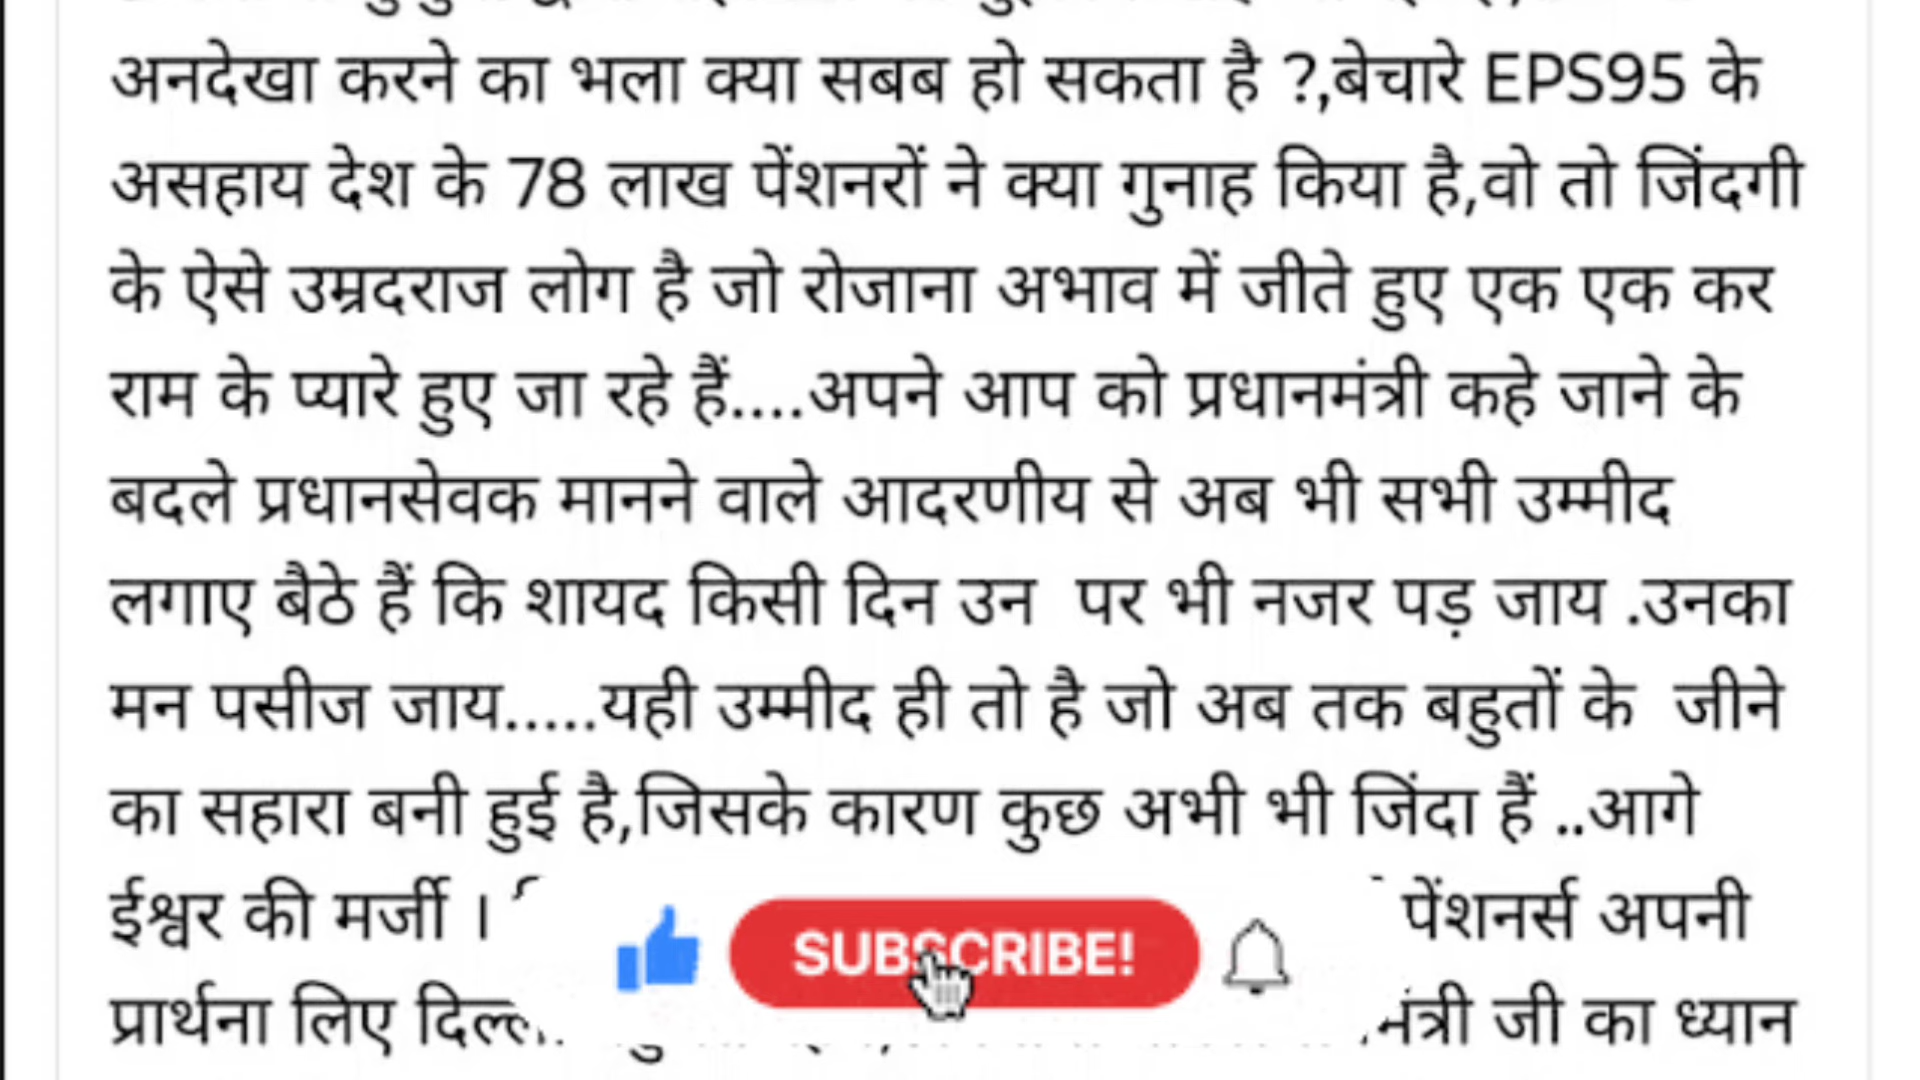 अनदेखा करने का भला क्या सबब हो सकता है ?,बेचारे EPS95 के
असहाय देश के 78 लाख पेंशनरों ने क्या गुनाह किया है,वो तो जिंदगी
के ऐसे उम्रदराज लोग है जो रोजाना अभाव में जीते हुए एक एक कर
राम के प्यारे हुए जा रहे हैं....अपने आप को प्रधानमंत्री कहे जाने के
बदले प्रधानसेवक मानने वाले आदरणीय से अब भी सभी उम्मीद
लगाए बैठे हैं कि शायद किसी दिन उन पर भी नजर पड़ जाय .उनका
मन पसीज जाय.....यही उम्मीद ही तो है जो अब तक बहुतों के जीने
का सहारा बनी हुई है,जिसके कारण कुछ अभी भी जिंदा हैं ..आगे
ईश्वर की मर्जी । पेंशनर्स अपनी
SUBSCRIBE!
प्रार्थना लिए जी का ध्यान